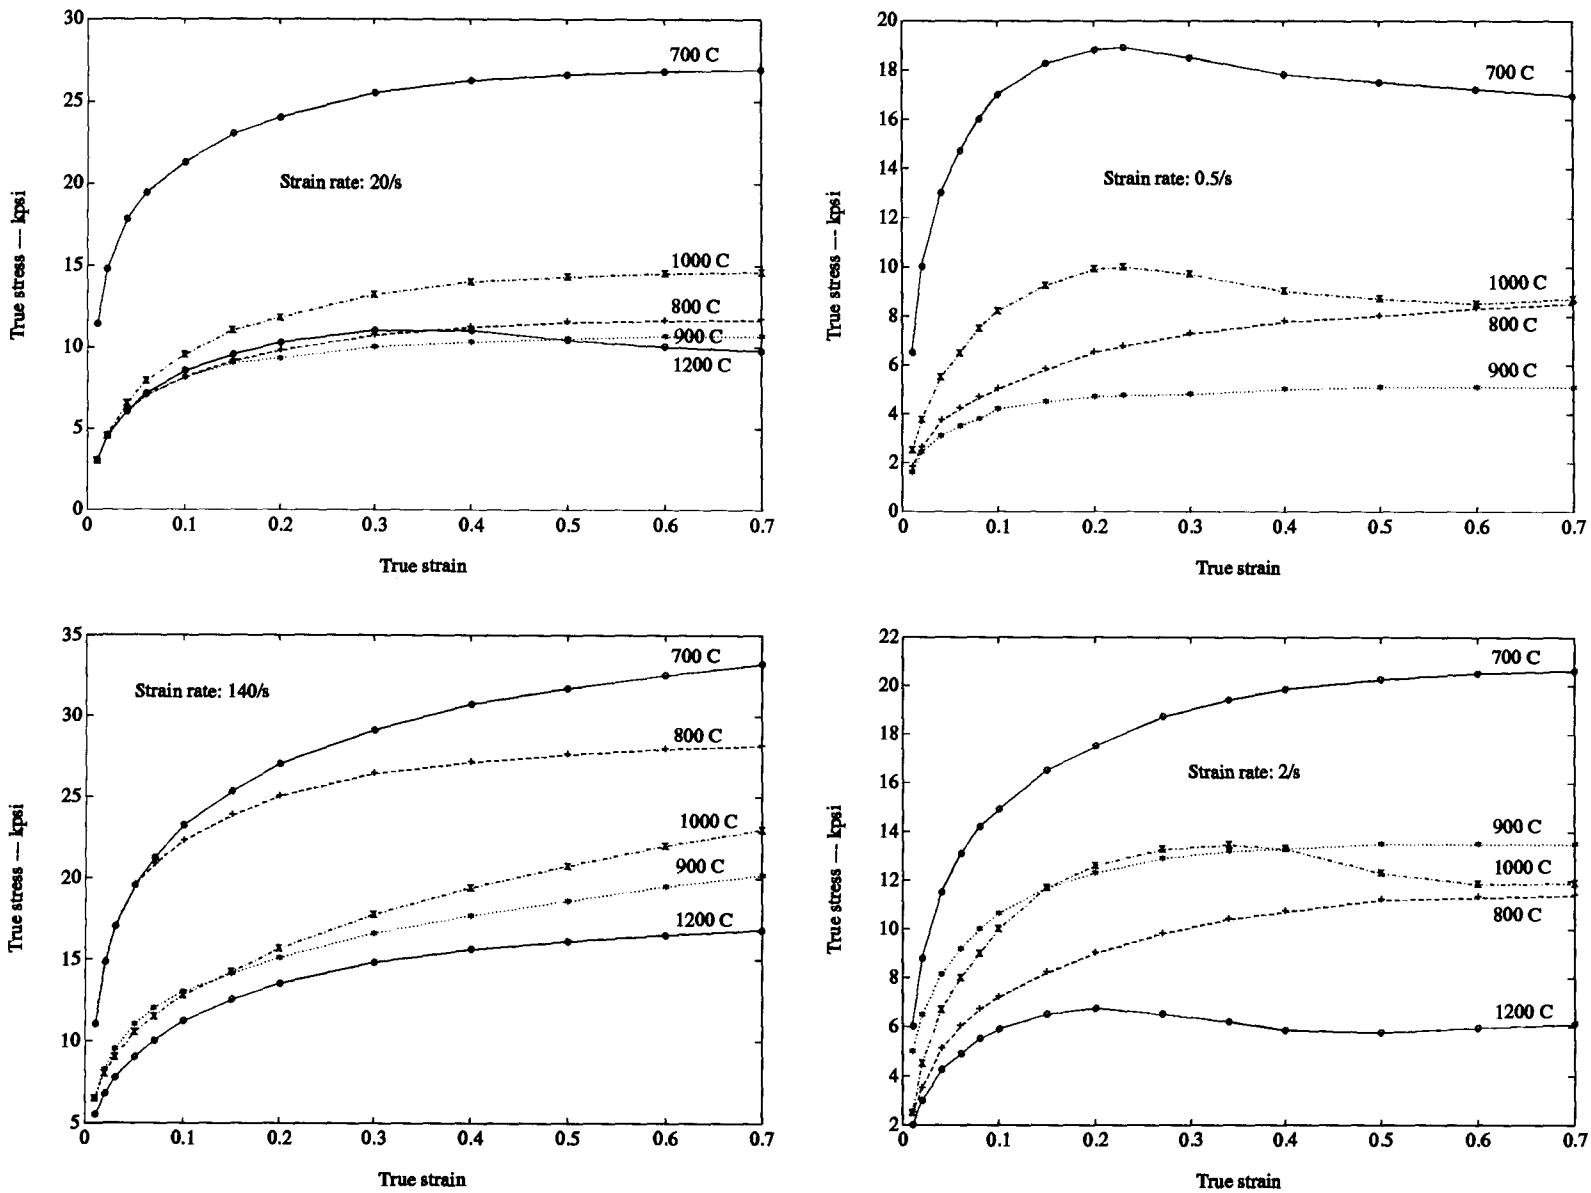 30
25
20
15
10
5
0
True stress — kpsi
700 C
Strain rate: 20/s
1000 C
800 C
900 C
1200 C
0 0.1 0.2 0.3 0.4 0.5 0.6 0.7
True strain
20
18
16
14
12
10
8
6
4
2
0
True stress — kpsi
700 C
Strain rate: 0.5/s
1000 C
800 C
900 C
0 0.1 0.2 0.3 0.4 0.5 0.6 0.7
True strain
35
30
25
20
15
10
5
True stress — kpsi
700 C
Strain rate: 140/s
800 C
1000 C
900 C
1200 C
0 0.1 0.2 0.3 0.4 0.5 0.6 0.7
True strain
22
20
18
16
14
12
10
8
6
4
2
True stress — kpsi
700 C
Strain rate: 2/s
900 C
1000 C
800 C
1200 C
0 0.1 0.2 0.3 0.4 0.5 0.6 0.7
True strain